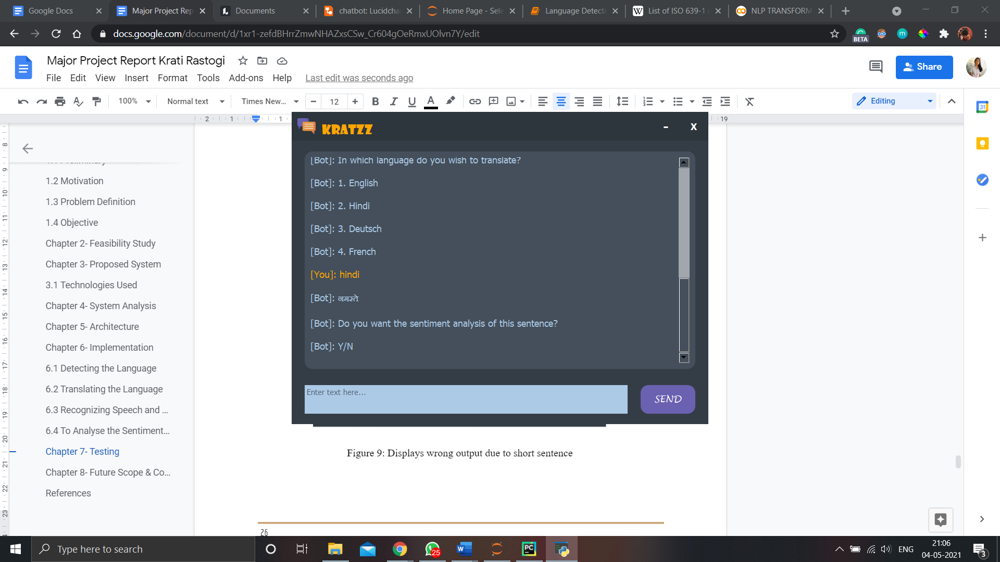 Google Docs
Major Project Rep
Documents
chatbot: Lucidcha
Home Page - Sele
Language Detecti
List of ISO 639-1
NLP TRANSFORM
docs.google.com/document/d/1xr1-zefdBHrrZmwNHAZxsCSw_Cr604gOeRmxUOlvn7Y/edit
BETA
m
Major Project Report Krati Rastogi
Share
File Edit View Insert Format Tools Add-ons Help Last edit was seconds ago
100% Normal text Times New... 12 B I U A Editing
31
2 1 1 19
1.2 Motivation
1.3 Problem Definition
1.4 Objective
Chapter 2- Feasibility Study
Chapter 3- Proposed System
3.1 Technologies Used
Chapter 4- System Analysis
Chapter 5- Architecture
Chapter 6- Implementation
6.1 Detecting the Language
6.2 Translating the Language
6.3 Recognizing Speech and ...
6.4 To Analyse the Sentiment...
Chapter 7- Testing
Chapter 8- Future Scope & Co...
References
8
9
10
11
12
13
14
15
16
17
18
19
20
21
22
23
KRATZZ
- X
[Bot]: In which language do you wish to translate?
[Bot]: 1. English
[Bot]: 2. Hindi
[Bot]: 3. Deutsch
[Bot]: 4. French
[You]: hindi
[Bot]: नमस्ते
[Bot]: Do you want the sentiment analysis of this sentence?
[Bot]: Y/N
Enter text here...
SEND
Figure 9: Displays wrong output due to short sentence
26
Type here to search
25
W
PC
ENG
21:06
04-05-2021
3